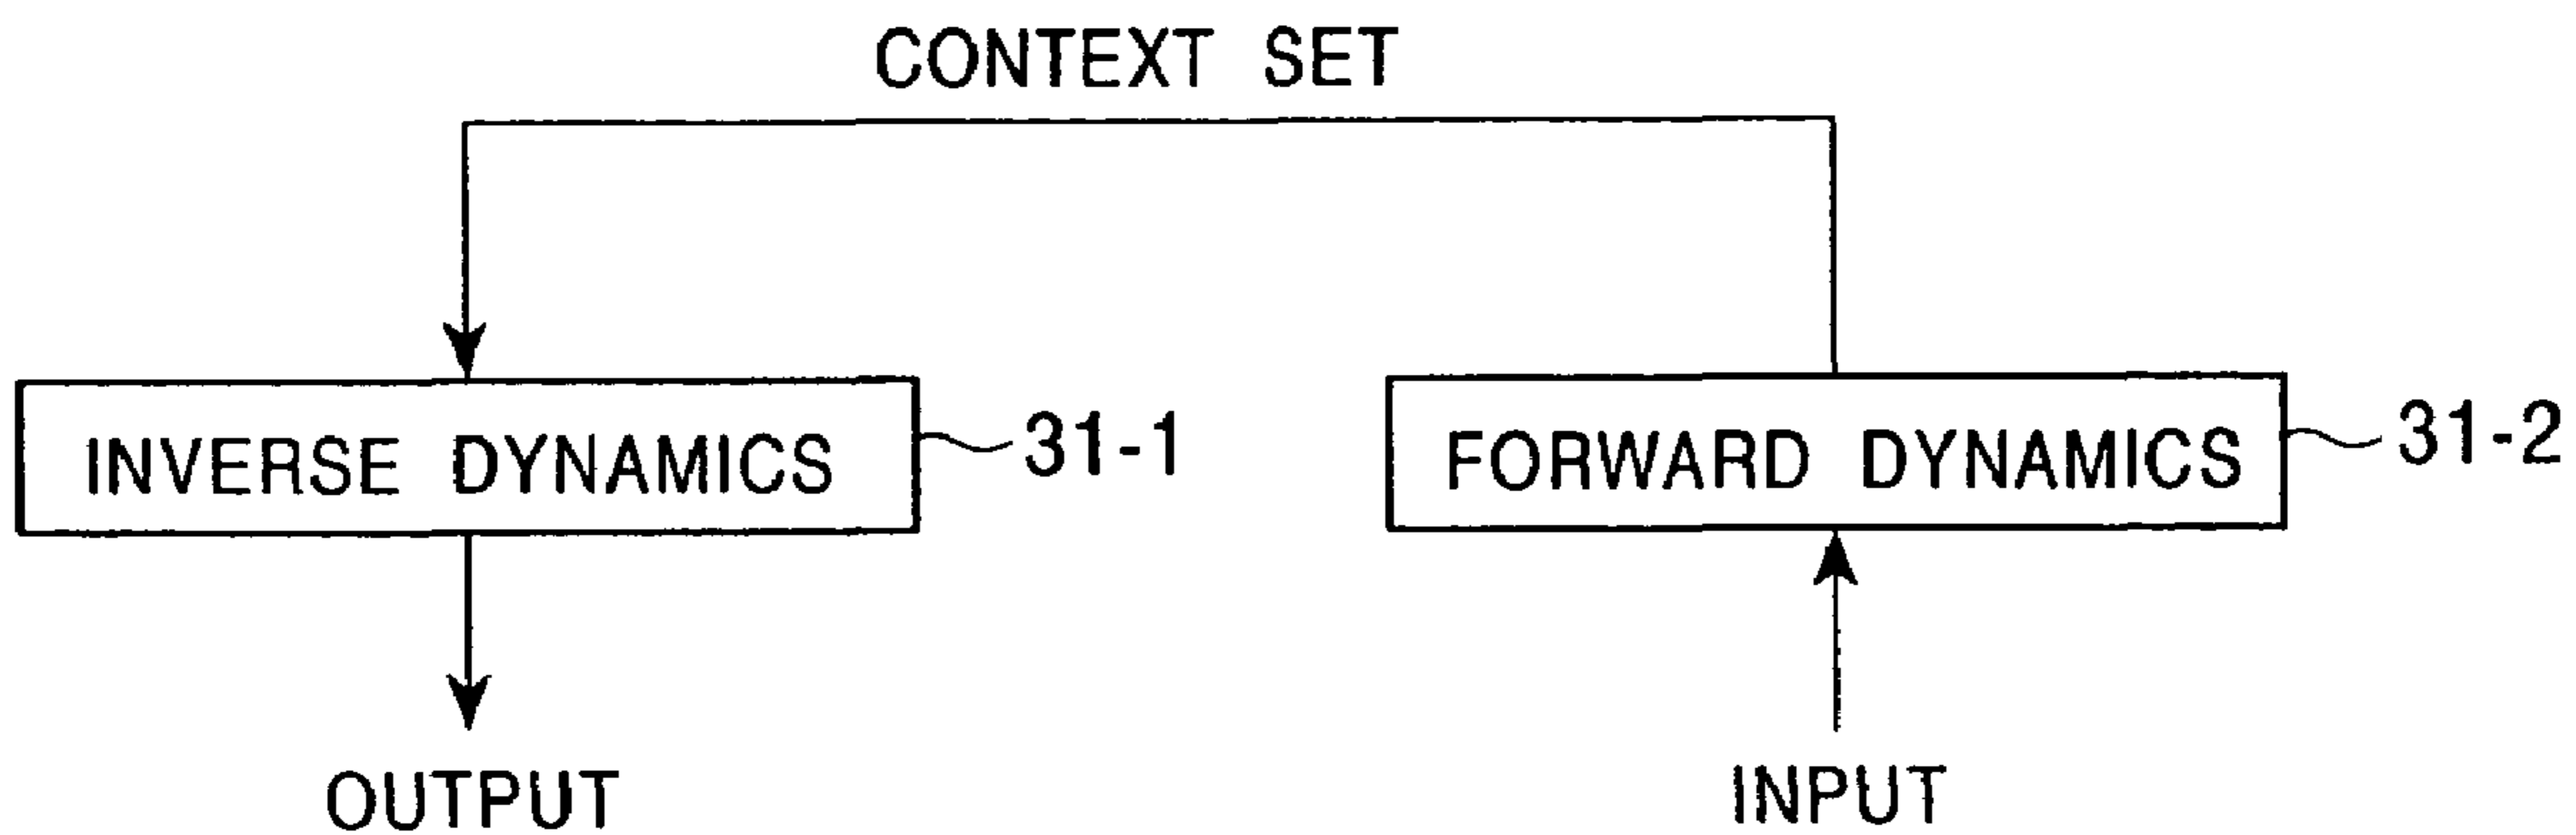 CONTEXT SET
INVERSE DYNAMICS
31-1
FORWARD DYNAMICS
31-2
OUTPUT
INPUT